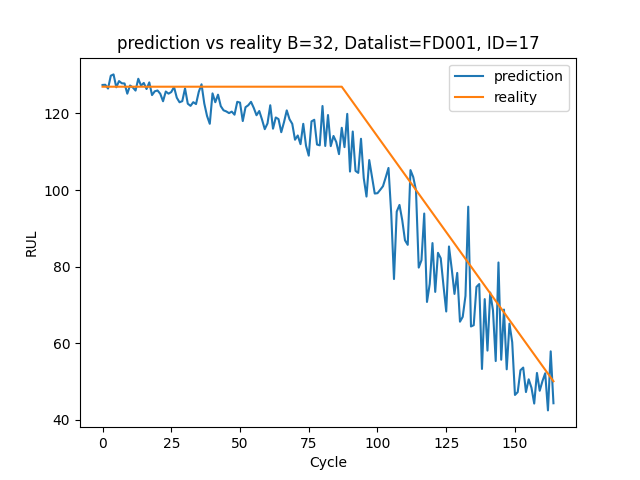 prediction vs reality B=32, Datalist=FD001, ID=17
prediction
reality
120
100
80
60
40
RUL
0 25 50 75 100 125 150
Cycle